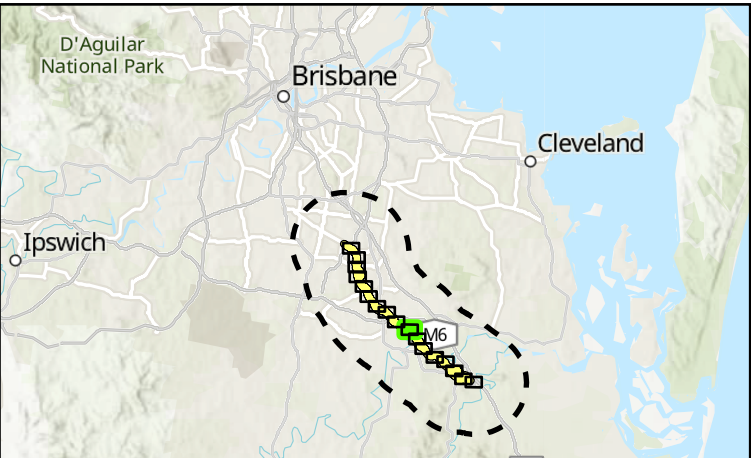 D'Aguilar
National Park
Brisbane
Cleveland
Ipswich
M6